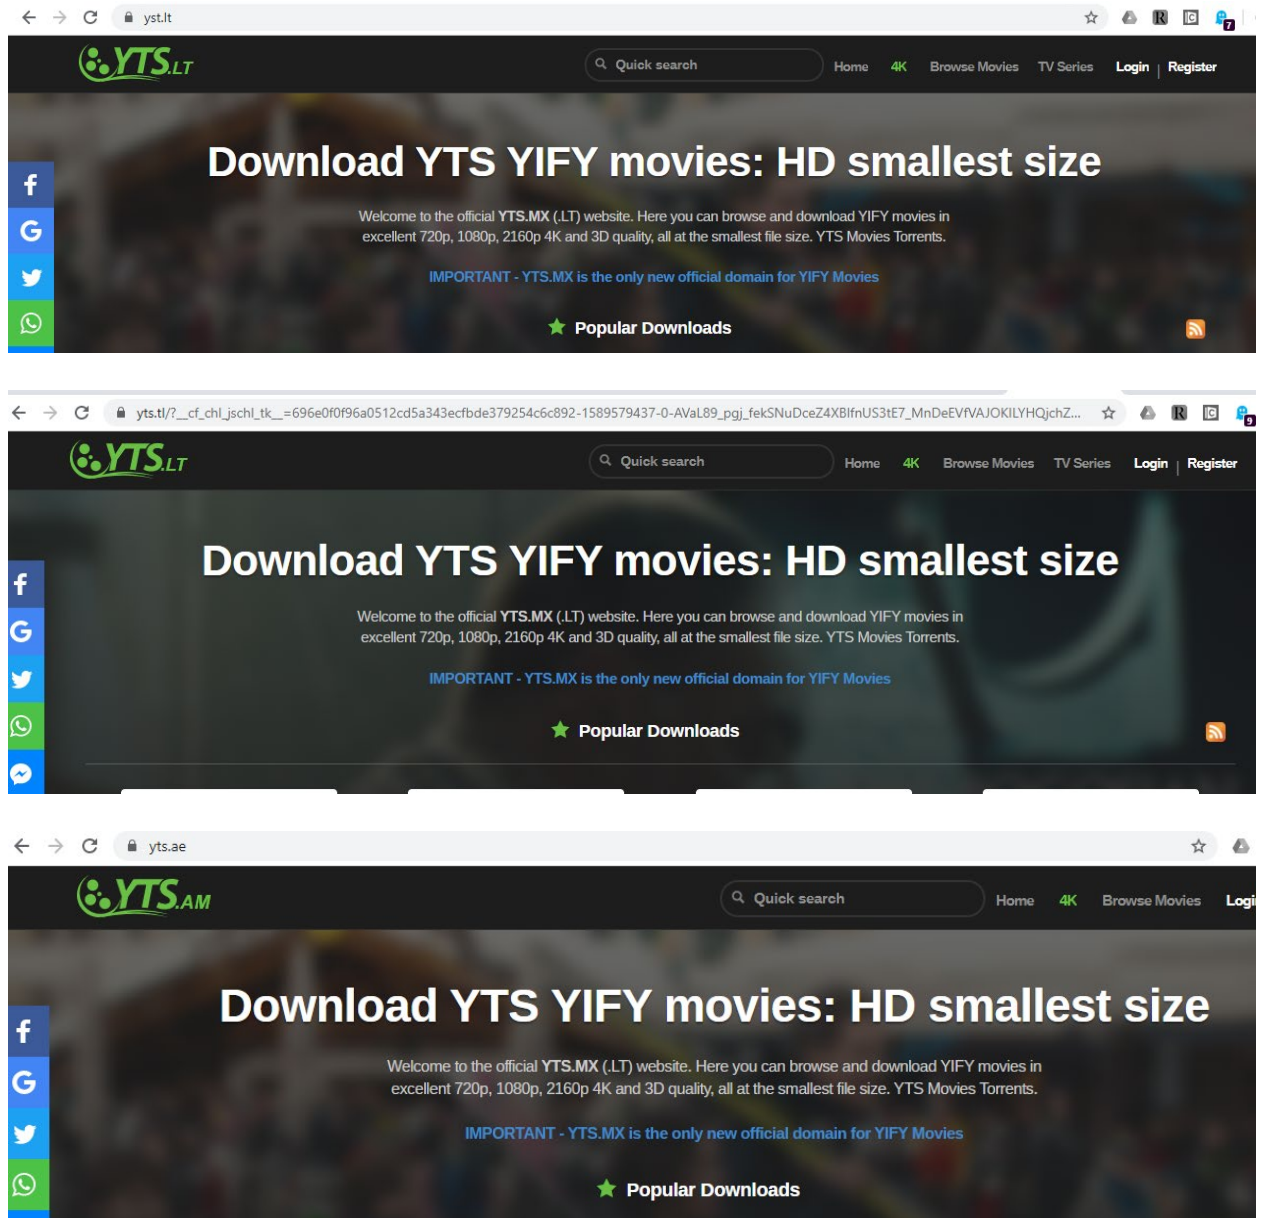 yst.lt
7
YTS.LT
Quick search
Home 4K Browse Movies TV Series Login | Register
Download YTS YIFY movies: HD smallest size
Welcome to the official YTS.MX (.LT) website. Here you can browse and download YIFY movies in
excellent 720p, 1080p, 2160p 4K and 3D quality, all at the smallest file size. YTS Movies Torrents.
IMPORTANT - YTS.MX is the only new official domain for YIFY Movies
Popular Downloads
yts.tl/?__cf_chl_jschl_tk__=696e0f0f96a0512cd5a343ecfbde379254c6c892-1589579437-0-AVaL89_pgj_fekSNuDceZ4XBIfnUS3tE7_MnDeEVfVAJOKILYHQjchZ...
9
YTS.LT
Quick search
Home 4K Browse Movies TV Series Login | Register
Download YTS YIFY movies: HD smallest size
Welcome to the official YTS.MX (.LT) website. Here you can browse and download YIFY movies in
excellent 720p, 1080p, 2160p 4K and 3D quality, all at the smallest file size. YTS Movies Torrents.
IMPORTANT - YTS.MX is the only new official domain for YIFY Movies
Popular Downloads
yts.ae
YTS.AM
Quick search
Home 4K Browse Movies Logi
Download YTS YIFY movies: HD smallest size
Welcome to the official YTS.MX (.LT) website. Here you can browse and download YIFY movies in
excellent 720p, 1080p, 2160p 4K and 3D quality, all at the smallest file size. YTS Movies Torrents.
IMPORTANT - YTS.MX is the only new official domain for YIFY Movies
Popular Downloads